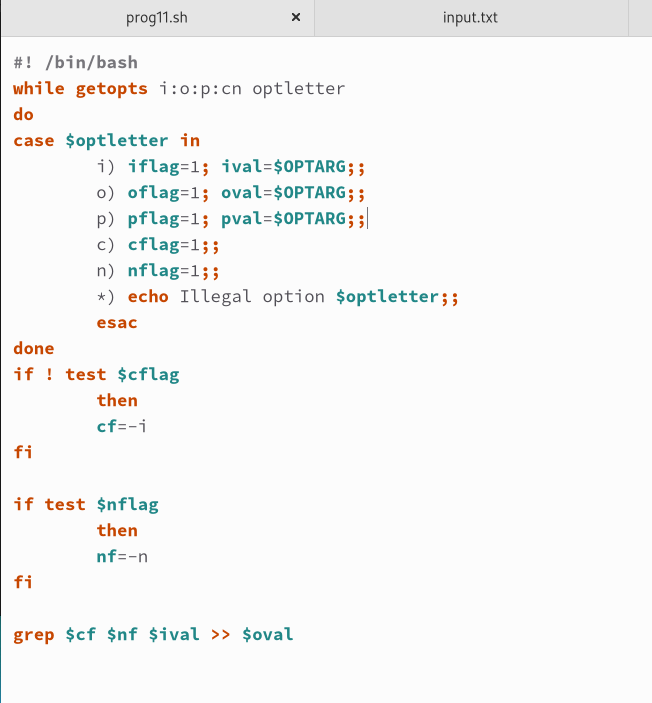 prog11.sh × input.txt
#! /bin/bash
while getopts i:o:p:cn optletter
do
case $optletter in
        i) iflag=1; ival=$OPTARG;;
        o) oflag=1; oval=$OPTARG;;
        p) pflag=1; pval=$OPTARG;;
        c) cflag=1;;
        n) nflag=1;;
        *) echo Illegal option $optletter;;
        esac
done
if ! test $cflag
        then
        cf=-i
fi

if test $nflag
        then
        nf=-n
fi

grep $cf $nf $ival >> $oval